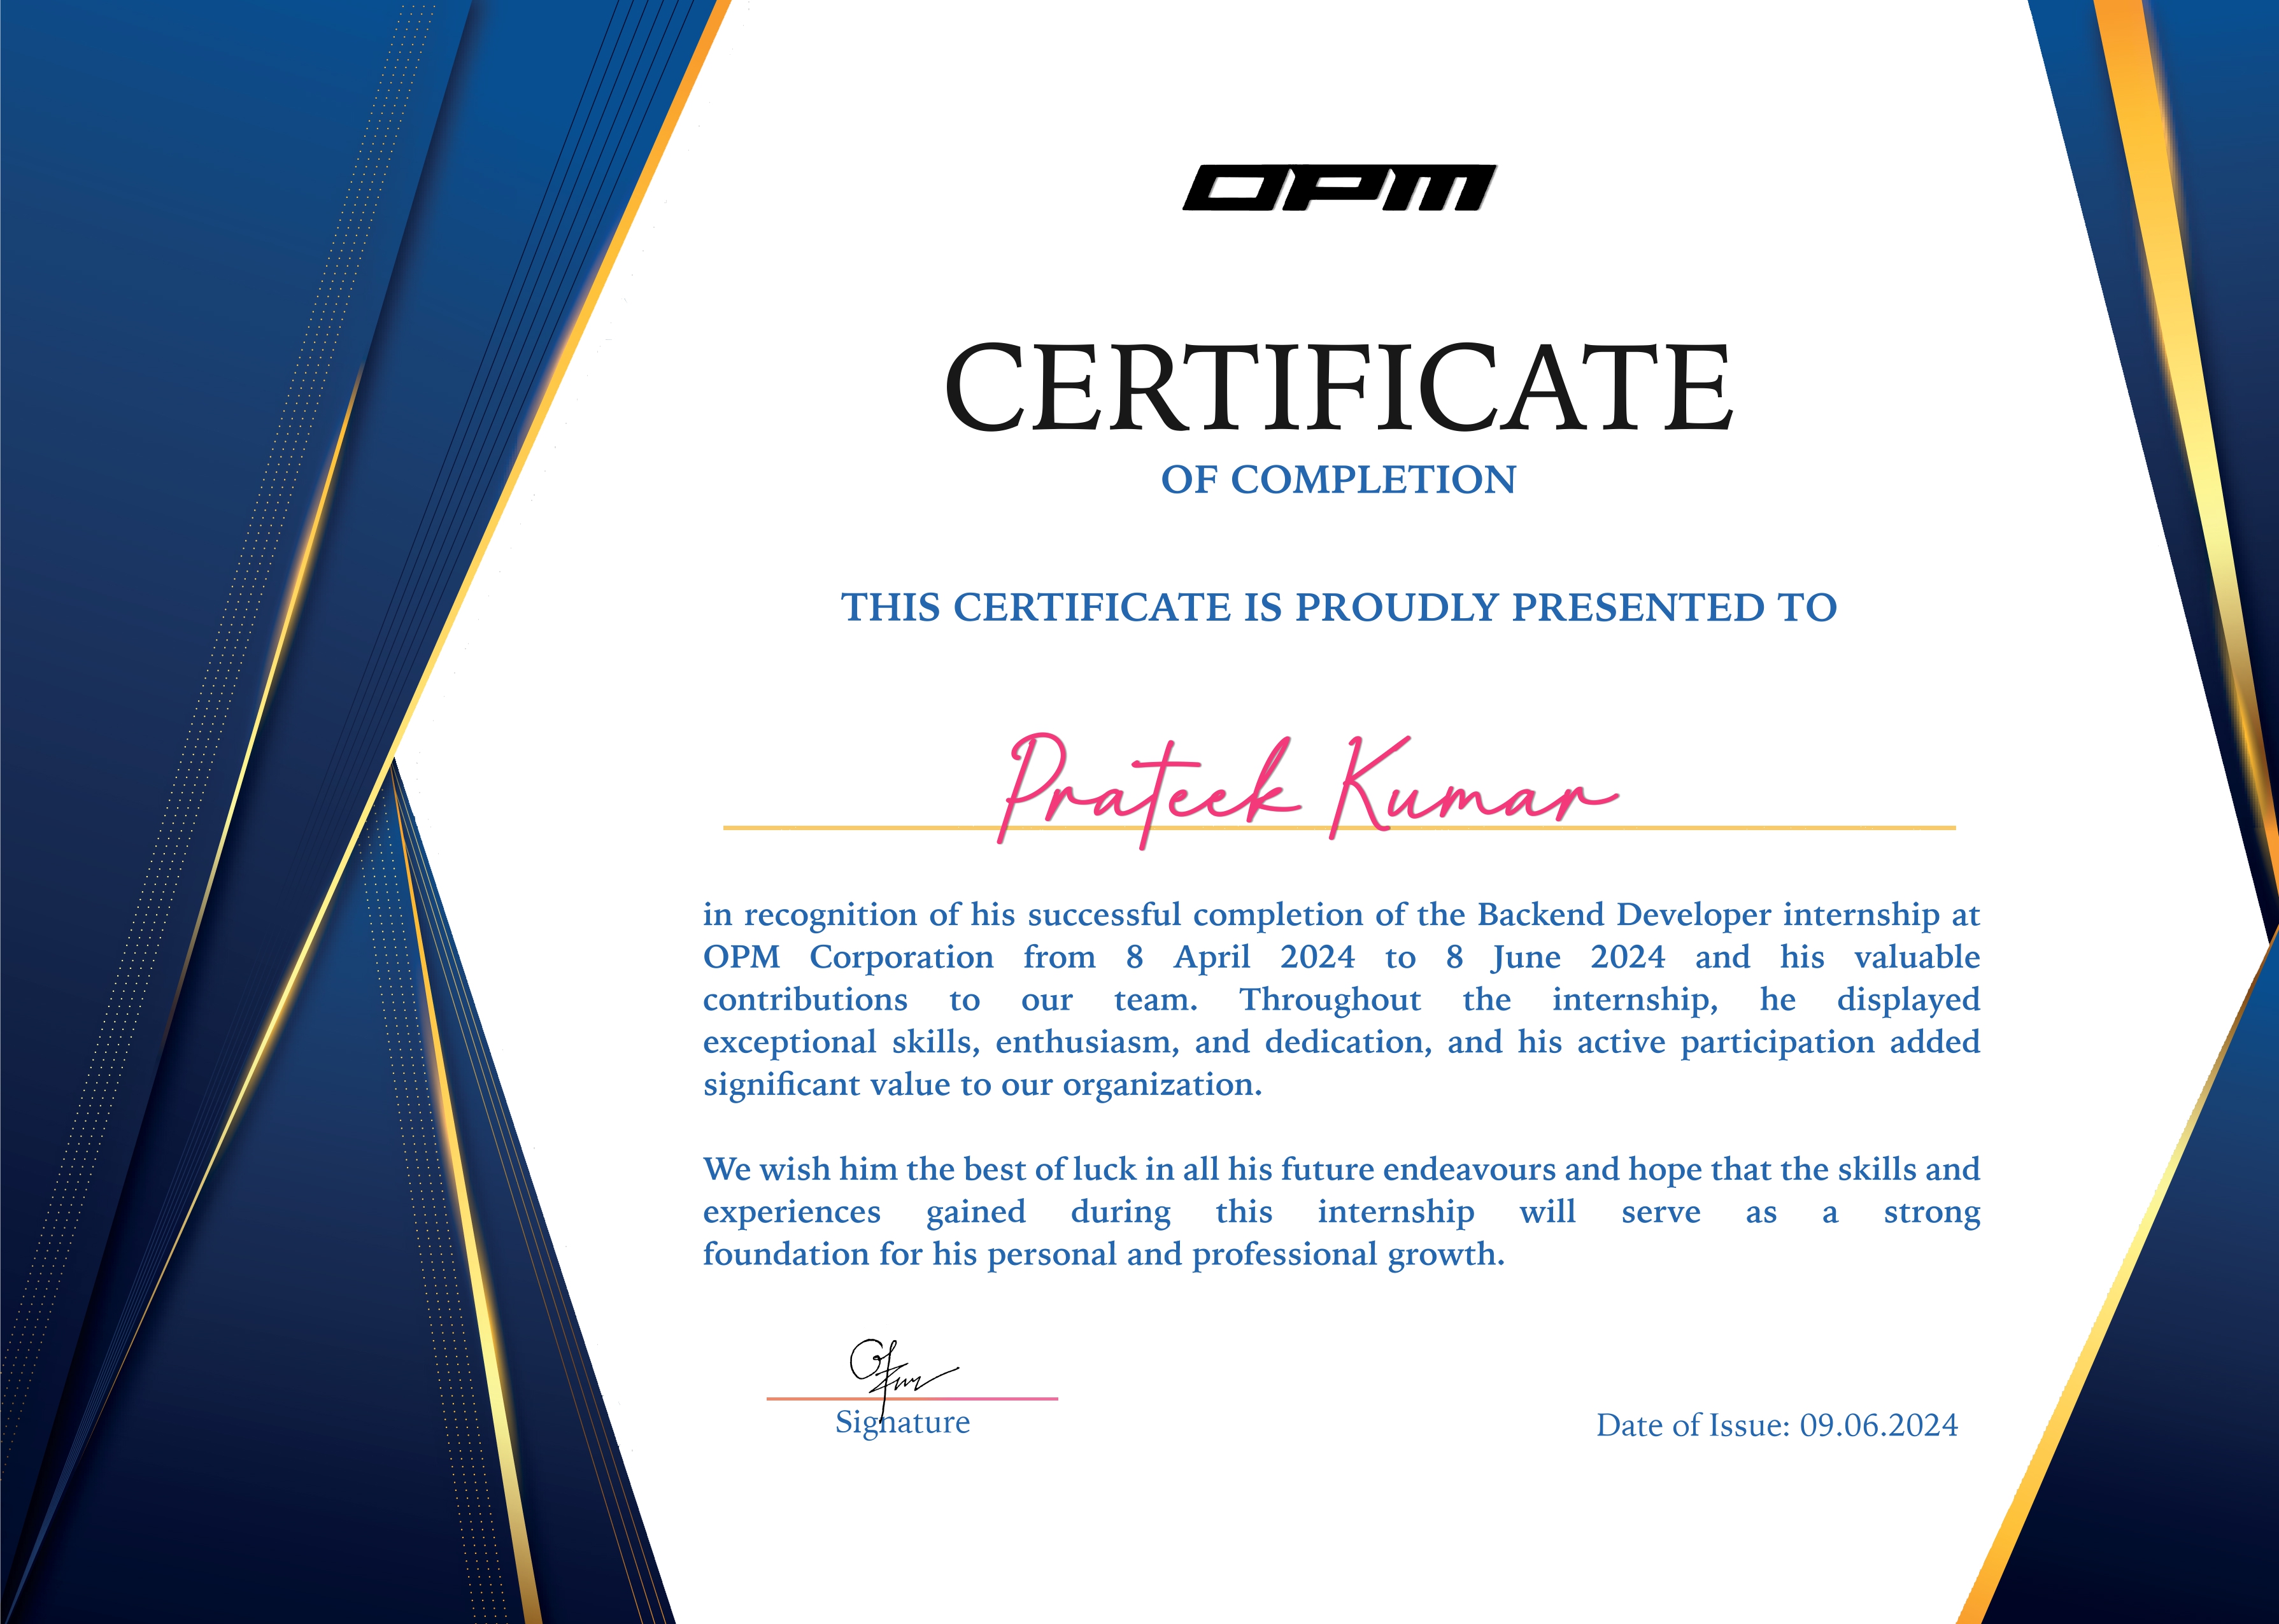 OPM
CERTIFICATE
OF COMPLETION
THIS CERTIFICATE IS PROUDLY PRESENTED TO
Prateek Kumar
in recognition of his successful completion of the Backend Developer internship at
OPM Corporation from 8 April 2024 to 8 June 2024 and his valuable
contributions to our team. Throughout the internship, he displayed
exceptional skills, enthusiasm, and dedication, and his active participation added
significant value to our organization.
We wish him the best of luck in all his future endeavours and hope that the skills and
experiences gained during this internship will serve as a strong
foundation for his personal and professional growth.
Signature
Date of Issue: 09.06.2024